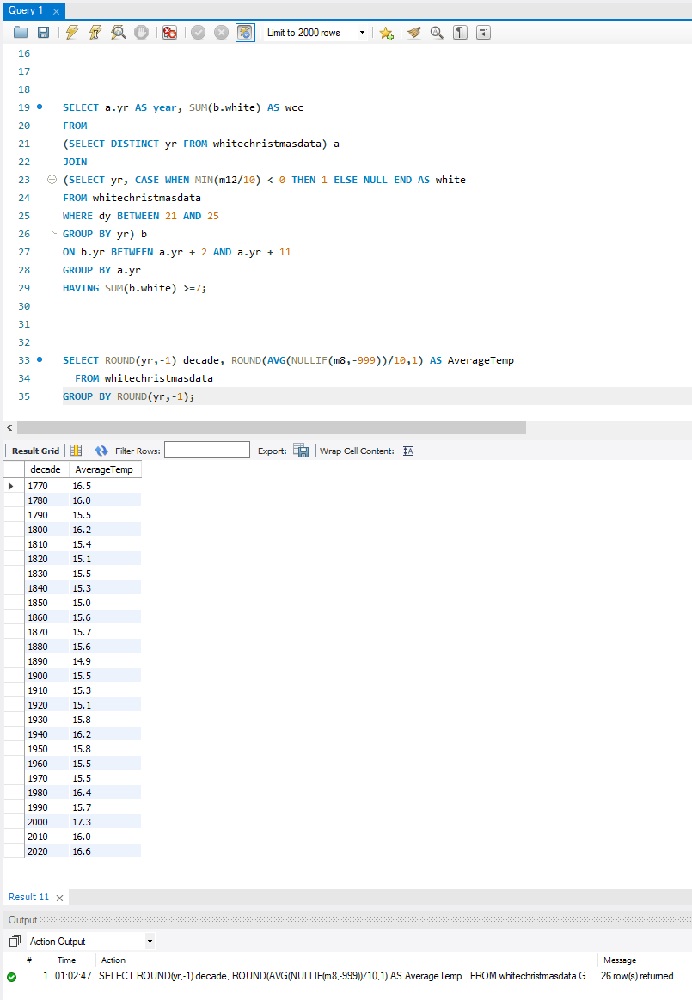 Query 1
Limit to 2000 rows
16
17
18
19 SELECT a.yr AS year, SUM(b.white) AS wcc
20 FROM
21 (SELECT DISTINCT yr FROM whitechristmasdata) a
22 JOIN
23 (SELECT yr, CASE WHEN MIN(m12/10) < 0 THEN 1 ELSE NULL END AS white
24 FROM whitechristmasdata
25 WHERE dy BETWEEN 21 AND 25
26 GROUP BY yr) b
27 ON b.yr BETWEEN a.yr + 2 AND a.yr + 11
28 GROUP BY a.yr
29 HAVING SUM(b.white) >=7;
30
31
32
33 SELECT ROUND(yr,-1) decade, ROUND(AVG(NULLIF(m8,-999))/10,1) AS AverageTemp
34 FROM whitechristmasdata
35 GROUP BY ROUND(yr,-1);
Result Grid Filter Rows: Export: Wrap Cell Content:
decade AverageTemp
1770 16.5
1780 16.0
1790 15.5
1800 16.2
1810 15.4
1820 15.1
1830 15.5
1840 15.3
1850 15.0
1860 15.6
1870 15.7
1880 15.6
1890 14.9
1900 15.5
1910 15.3
1920 15.1
1930 15.8
1940 16.2
1950 15.8
1960 15.5
1970 15.5
1980 16.4
1990 15.7
2000 17.3
2010 16.0
2020 16.6
Result 11
Output
Action Output
# Time Action Message
1 01:02:47 SELECT ROUND(yr,-1) decade, ROUND(AVG(NULLIF(m8,-999))/10,1) AS AverageTemp FROM whitechristmasdata G... 26 row(s) returned